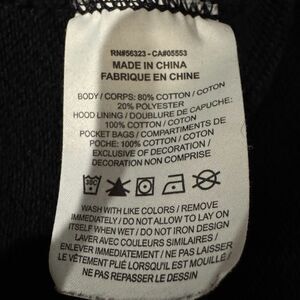 RN#56323 - CA#05553
MADE IN CHINA
FABRIQUE EN CHINE
BODY / CORPS: 80% COTTON / COTON
20% POLYESTER
HOOD LINING / DOUBLURE DE CAPUCHE:
100% COTTON / COTON
POCKET BAGS / COMPARTIMENTS DE
POCHE: 100% COTTON / COTON
EXCLUSIVE OF DECORATION /
DECORATION NON COMPRISE
WASH WITH LIKE COLORS / REMOVE
IMMEDIATELY / DO NOT ALLOW TO LAY ON
ITSELF WHEN WET / DO NOT IRON DESIGN
LAVER AVEC COULEURS SIMILAIRES /
ENLEVER IMMÉDIATEMENT / NE PAS LAISSER
LE VÊTEMENT PLIÉ LORSQU'IL EST MOUILLÉ /
NE PAS REPASSER LE DESSIN